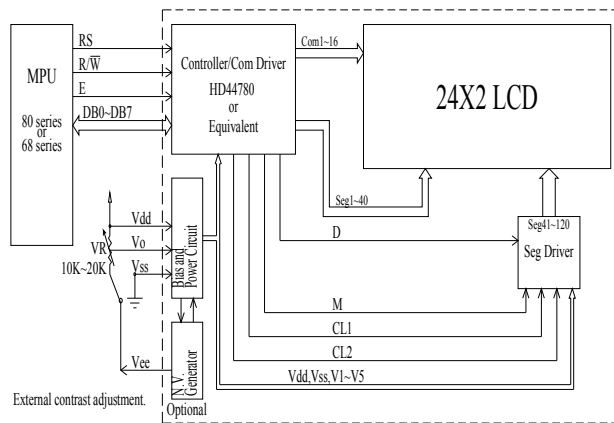 MPU
80 series
or
68 series
RS
R/W̅
E
DB0~DB7
Controller/Com Driver
HD44780
or
Equivalent
Com1~16
24X2 LCD
Seg1~40
Seg41~120
Seg Driver
D
M
CL1
CL2
Vdd,Vss,V1~V5
Vdd
Vo
Vss
VR
10K~20K
Bias and
Power Circuit
Vee
N.V.
Generator
Optional
External contrast adjustment.